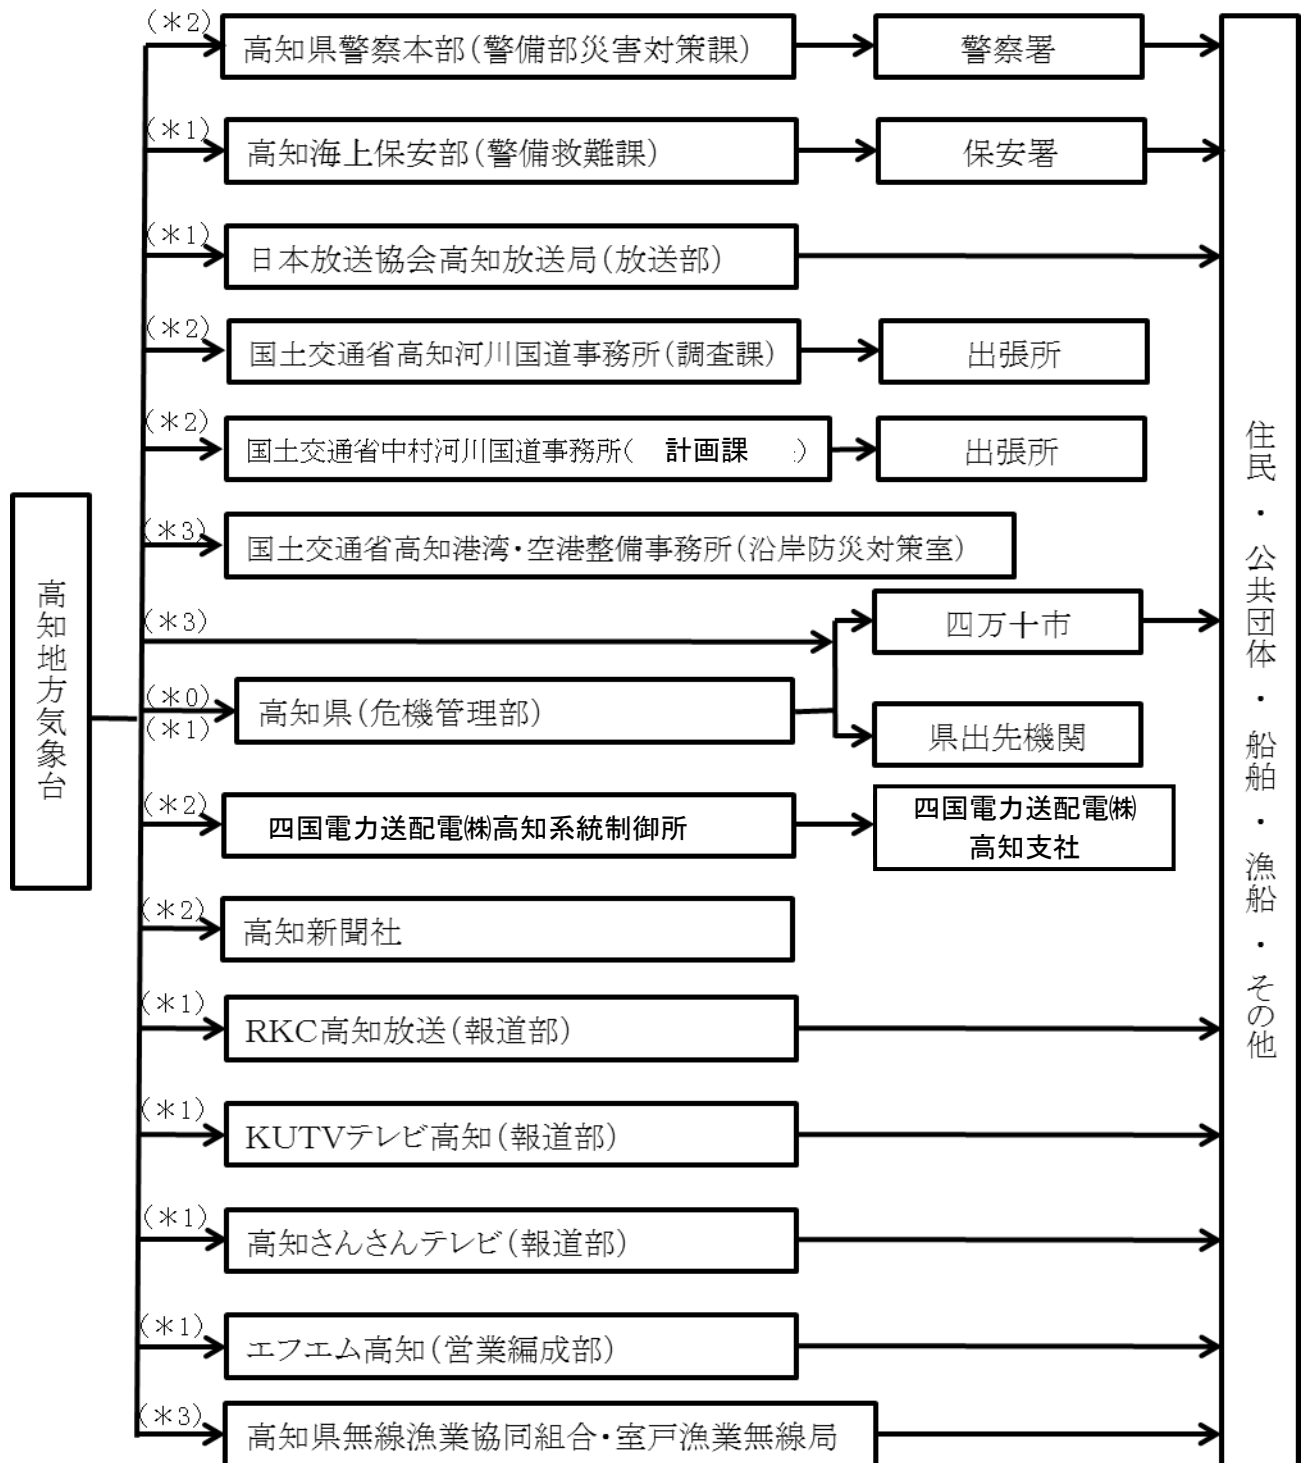 (*2)
高知県警察本部(警備部災害対策課)
警察署
(*1)
高知海上保安部(警備救難課)
保安署
(*1)
日本放送協会高知放送局(放送部)
(*2)
国土交通省高知河川国道事務所(調査課)
出張所
(*2)
国土交通省中村河川国道事務所( 計画課 )
出張所
(*3)
国土交通省高知港湾・空港整備事務所(沿岸防災対策室)
高知地方気象台
(*3)
四万十市
(*0)
(*1)
高知県(危機管理部)
県出先機関
(*2)
四国電力送配電㈱高知系統制御所
四国電力送配電㈱
高知支社
(*2)
高知新聞社
(*1)
RKC高知放送(報道部)
(*1)
KUTVテレビ高知(報道部)
(*1)
高知さんさんテレビ(報道部)
(*1)
エフエム高知(営業編成部)
(*3)
高知県無線漁業協同組合・室戸漁業無線局
住民・公共団体・船舶・漁船・その他